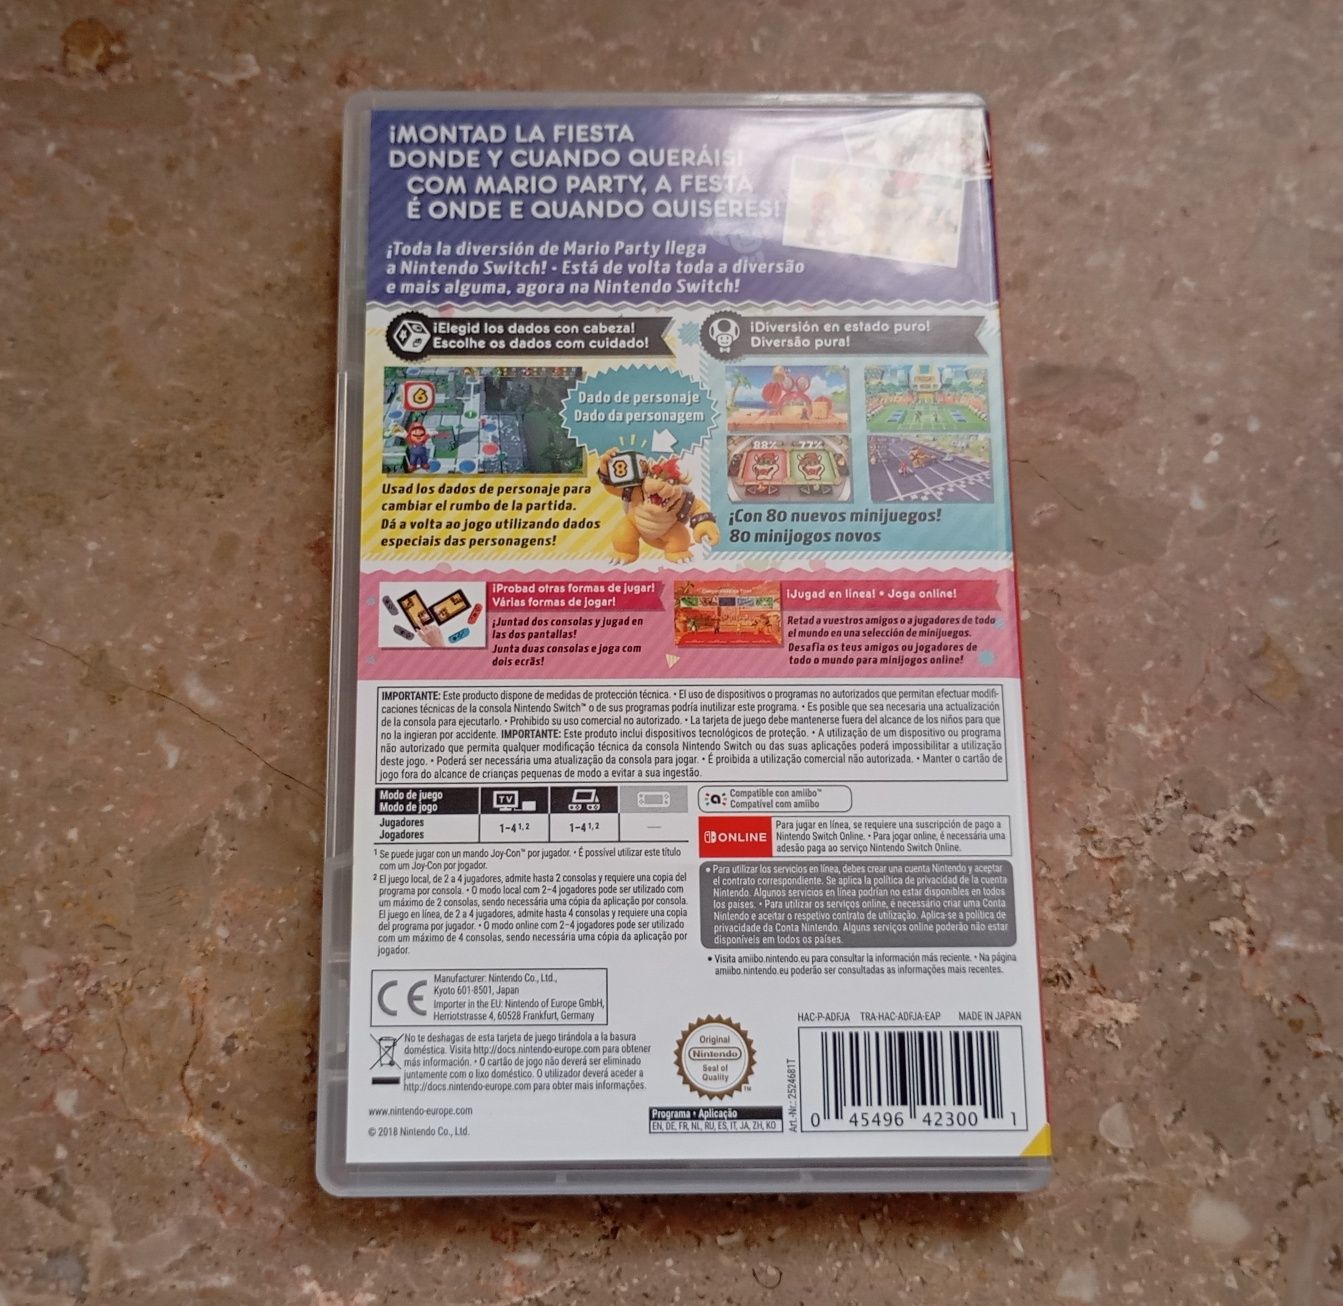 ¡MONTAD LA FIESTA
DONDE Y CUANDO QUERÁIS!
COM MARIO PARTY, A FESTA
É ONDE E QUANDO QUISERES!
¡Toda la diversión de Mario Party llega
a Nintendo Switch! • Está de volta toda a diversão
e mais alguma, agora na Nintendo Switch!
¡Elegid los dados con cabeza!
Escolhe os dados com cuidado!
6
Dado de personaje
Dado da personagem
8
Usad los dados de personaje para
cambiar el rumbo de la partida.
Dá a volta ao jogo utilizando dados
especiais das personagens!
¡Diversión en estado puro!
Diversão pura!
88% 77%
¡Con 80 nuevos minijuegos!
80 minijogos novos
¡Probad otras formas de jugar!
Várias formas de jogar!
¡Juntad dos consolas y jugad en
las dos pantallas!
Junta duas consolas e joga com
dois ecrãs!
¡Jugad en línea! • Joga online!
Retad a vuestros amigos o a jugadores de todo
el mundo en una selección de minijuegos.
Desafia os teus amigos ou jogadores de
todo o mundo para minijogos online!
IMPORTANTE: Este producto dispone de medidas de protección técnica. • El uso de dispositivos o programas no autorizados que permitan efectuar modifi-
caciones técnicas de la consola Nintendo Switch™ o de sus programas podría inutilizar este programa. • Es posible que sea necesaria una actualización
de la consola para ejecutarlo. • Prohibido su uso comercial no autorizado. • La tarjeta de juego debe mantenerse fuera del alcance de los niños para que
no la ingieran por accidente. IMPORTANTE: Este produto inclui dispositivos tecnológicos de proteção. • A utilização de um dispositivo ou programa
não autorizado que permita qualquer modificação técnica da consola Nintendo Switch ou das suas aplicações poderá impossibilitar a utilização
deste jogo. • Poderá ser necessária uma atualização da consola para jogar. • É proibida a utilização comercial não autorizada. • Manter o cartão de
jogo fora do alcance de crianças pequenas de modo a evitar a sua ingestão.
Modo de juego
Modo de jogo
TV
Jugadores
Jogadores
1-4 1, 2
1-4 1, 2
—
1 Se puede jugar con un mando Joy-Con™ por jugador. • É possível utilizar este título
com um Joy-Con por jogador.
2 El juego local, de 2 a 4 jugadores, admite hasta 2 consolas y requiere una copia del
programa por consola. • O modo local com 2-4 jogadores pode ser utilizado com
um máximo de 2 consolas, sendo necessária uma cópia da aplicação por consola.
El juego en línea, de 2 a 4 jugadores, admite hasta 4 consolas y requiere una copia
del programa por jugador. • O modo online com 2-4 jogadores pode ser utilizado
com um máximo de 4 consolas, sendo necessária uma cópia da aplicação por
jogador.
Compatible con amiibo™
Compatível com amiibo
ONLINE
Para jugar en línea, se requiere una suscripción de pago a
Nintendo Switch Online. • Para jogar online, é necessária uma
adesão paga ao serviço Nintendo Switch Online.
• Para utilizar los servicios en línea, debes crear una cuenta Nintendo y aceptar
el contrato correspondiente. Se aplica la política de privacidad de la cuenta
Nintendo. Algunos servicios en línea podrían no estar disponibles en todos
los países. • Para utilizar os serviços online, é necessário criar uma Conta
Nintendo e aceitar o respetivo contrato de utilização. Aplica-se a política de
privacidade da Conta Nintendo. Alguns serviços online poderão não estar
disponíveis em todos os países.
• Visita amiibo.nintendo.eu para consultar la información más reciente. • Na página
amiibo.nintendo.eu poderão ser consultadas as informações mais recentes.
CE
Manufacturer: Nintendo Co., Ltd.,
Kyoto 601-8501, Japan
Importer in the EU: Nintendo of Europe GmbH,
Herriotstrasse 4, 60528 Frankfurt, Germany
No te deshagas de esta tarjeta de juego tirándola a la basura
doméstica. Visita http://docs.nintendo-europe.com para obtener
más información. • O cartão de jogo não deverá ser eliminado
juntamente com o lixo doméstico. O utilizador deverá aceder a
http://docs.nintendo-europe.com para obter mais informações.
www.nintendo-europe.com
© 2018 Nintendo Co., Ltd.
Original
Nintendo
Seal of
Quality
TM
Programa • Aplicação
EN, DE, FR, NL, RU, ES, IT, JA, ZH, KO
HAC-P-ADFJA TRA-HAC-ADFJA-EAP MADE IN JAPAN
Art.-Nr.: 2524681T
0 45496 42300 1